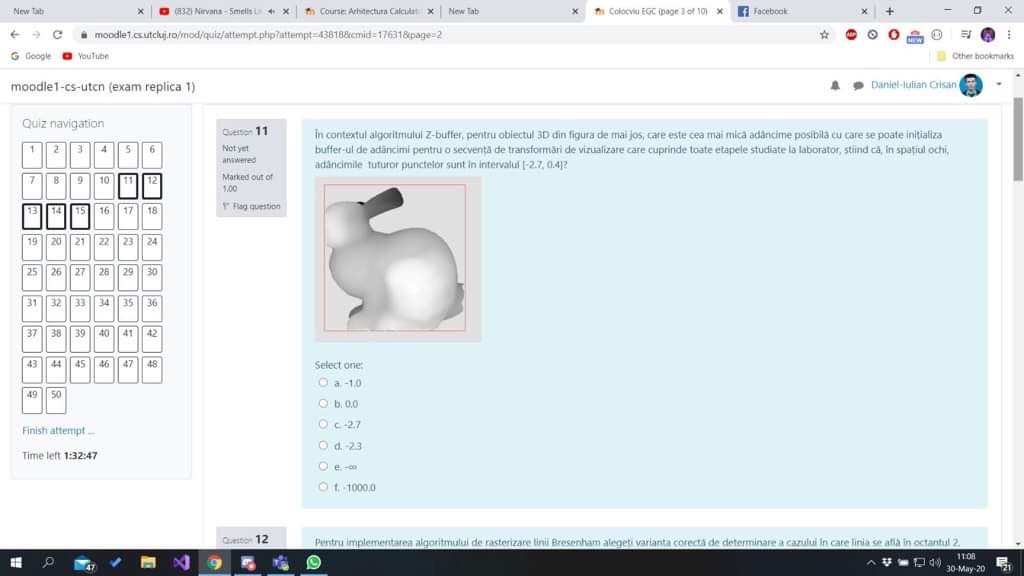 New Tab
(832) Nirvana - Smells Li
Course: Arhitectura Calculato
New Tab
Colocviu EGC (page 3 of 10)
Facebook
moodle1.cs.utcluj.ro/mod/quiz/attempt.php?attempt=43818&cmid=17631&page=2
ABP
NEW
Google
YouTube
Other bookmarks
moodle1-cs-utcn (exam replica 1)
Daniel-Iulian Crisan
Quiz navigation
1 2 3 4 5 6
7 8 9 10 11 12
13 14 15 16 17 18
19 20 21 22 23 24
25 26 27 28 29 30
31 32 33 34 35 36
37 38 39 40 41 42
43 44 45 46 47 48
49 50
Finish attempt ...
Time left 1:32:47
Question 11
Not yet
answered
Marked out of
1.00
Flag question
În contextul algoritmului Z-buffer, pentru obiectul 3D din figura de mai jos, care este cea mai mică adâncime posibilă cu care se poate inițializa
buffer-ul de adâncimi pentru o secvență de transformări de vizualizare care cuprinde toate etapele studiate la laborator, știind că, în spațiul ochi,
adâncimile tuturor punctelor sunt în intervalul [-2.7, 0.4]?
Select one:
a. -1.0
b. 0.0
c. -2.7
d. -2.3
e. -∞
f. -1000.0
Question 12
Pentru implementarea algoritmului de rasterizare linii Bresenham alegeți varianta corectă de determinare a cazului în care linia se află în octantul 2,
47
11:08
30-May-20
21